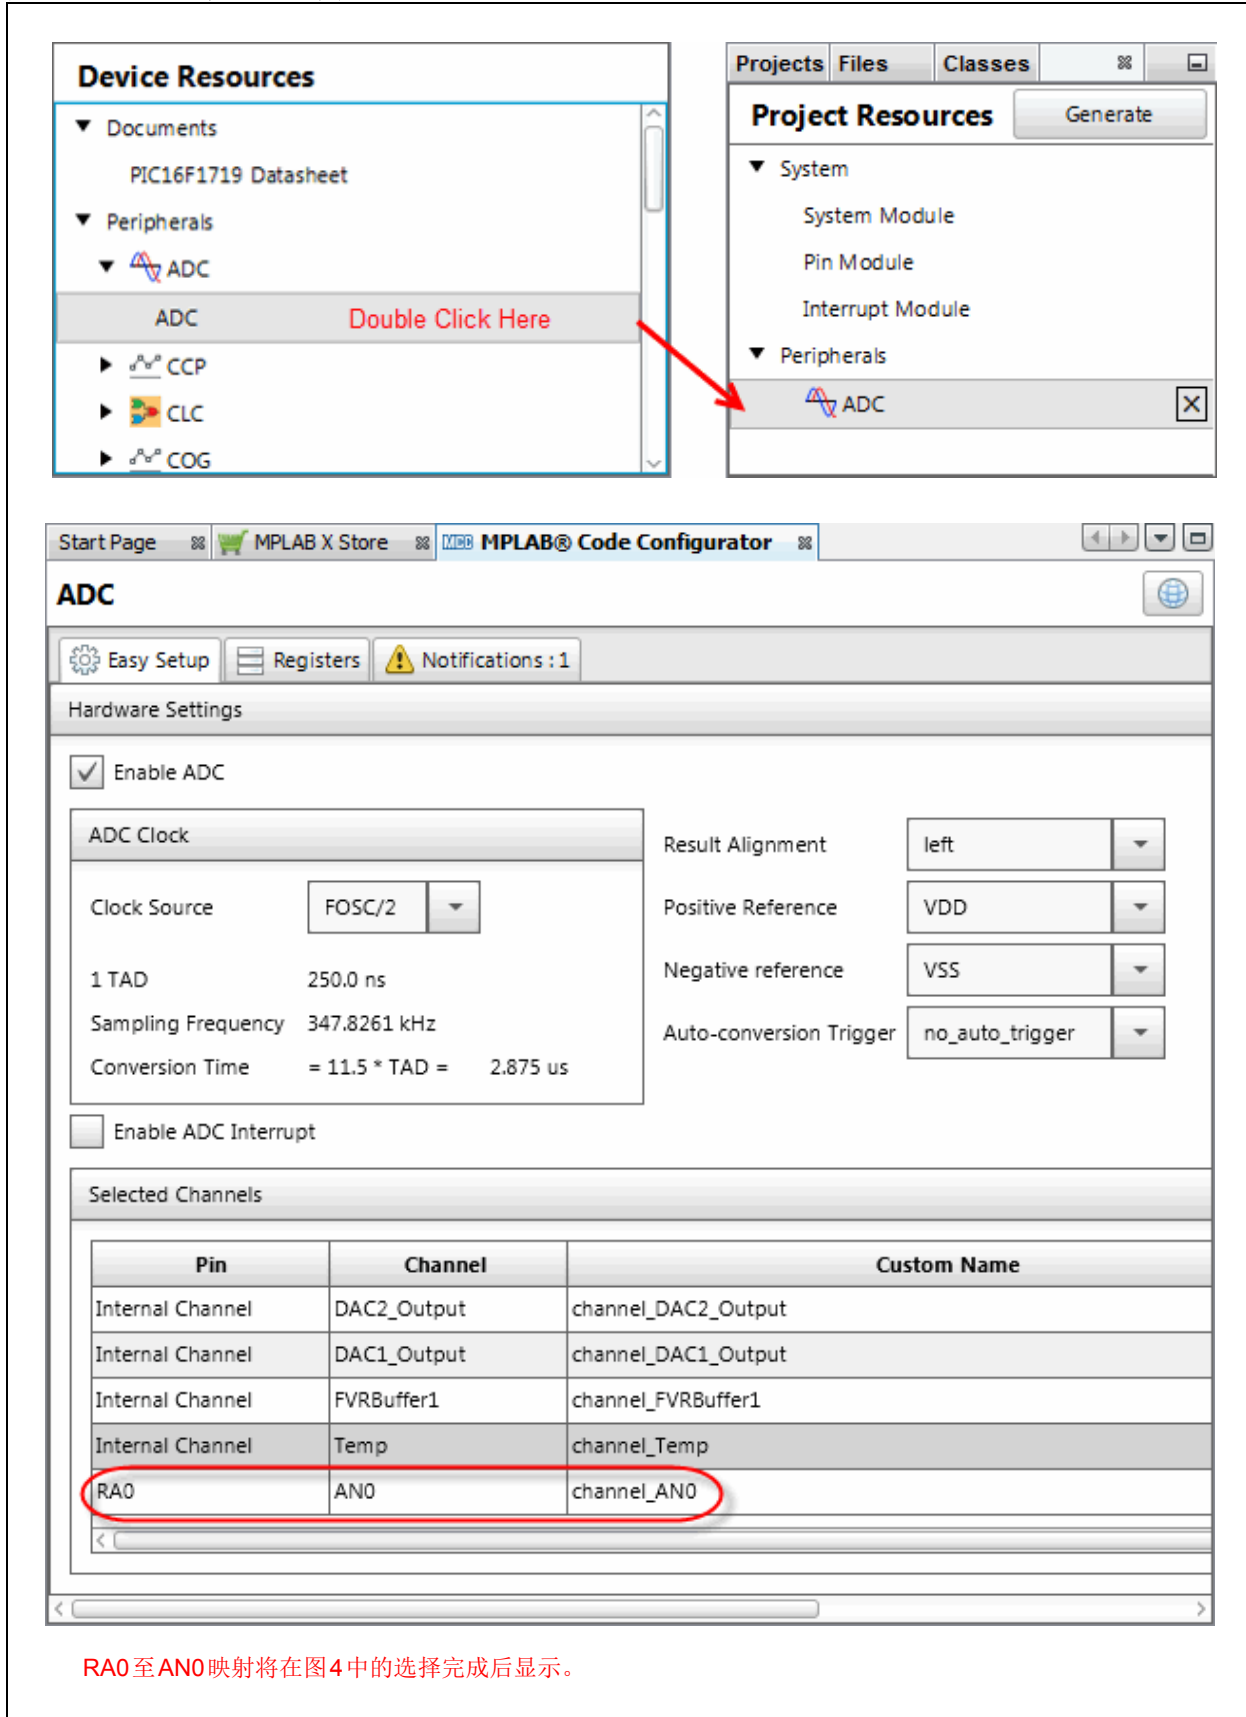 Device Resources
Documents
PIC16F1719 Datasheet
Peripherals
ADC
ADC Double Click Here
CCP
CLC
COG
Projects Files Classes
Project Resources Generate
System
System Module
Pin Module
Interrupt Module
Peripherals
ADC
Start Page MPLAB X Store MPLAB® Code Configurator
ADC
Easy Setup Registers Notifications : 1
Hardware Settings
Enable ADC
ADC Clock
Clock Source FOSC/2
1 TAD 250.0 ns
Sampling Frequency 347.8261 kHz
Conversion Time = 11.5 * TAD = 2.875 us
Result Alignment left
Positive Reference VDD
Negative reference VSS
Auto-conversion Trigger no_auto_trigger
Enable ADC Interrupt
Selected Channels
Pin Channel Custom Name
Internal Channel DAC2_Output channel_DAC2_Output
Internal Channel DAC1_Output channel_DAC1_Output
Internal Channel FVRBuffer1 channel_FVRBuffer1
Internal Channel Temp channel_Temp
RA0 AN0 channel_AN0
RA0至AN0映射将在图4中的选择完成后显示。